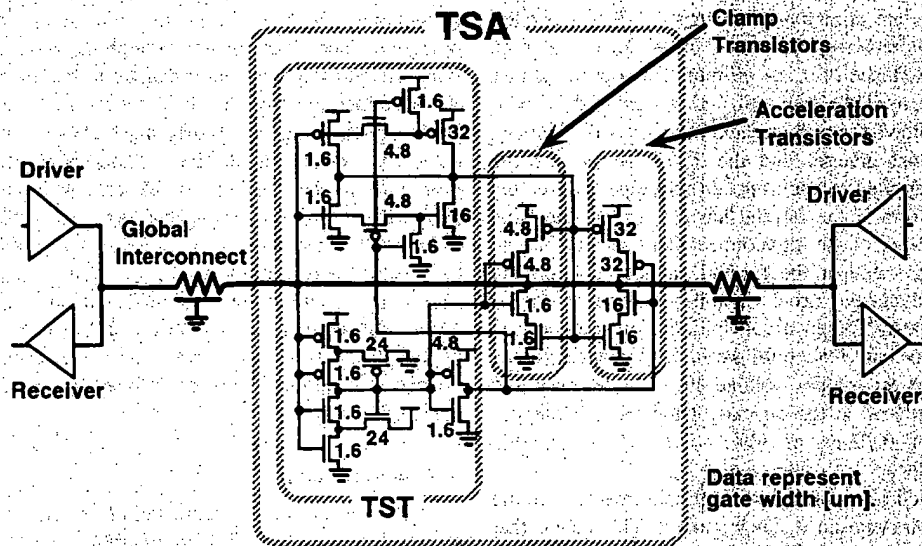 TSA
Clamp
Transistors
Acceleration
Transistors
1.6
32
1.6
4.8
Driver
Driver
4.8
1.6
16
4.8
32
Global
Interconnect
1.6
4.8
32
1.6
16
1.6
24
4.8
1.6
16
Receiver
1.6
Receiver
1.6
24
1.6
1.6
Data represent
gate width [um].
TST